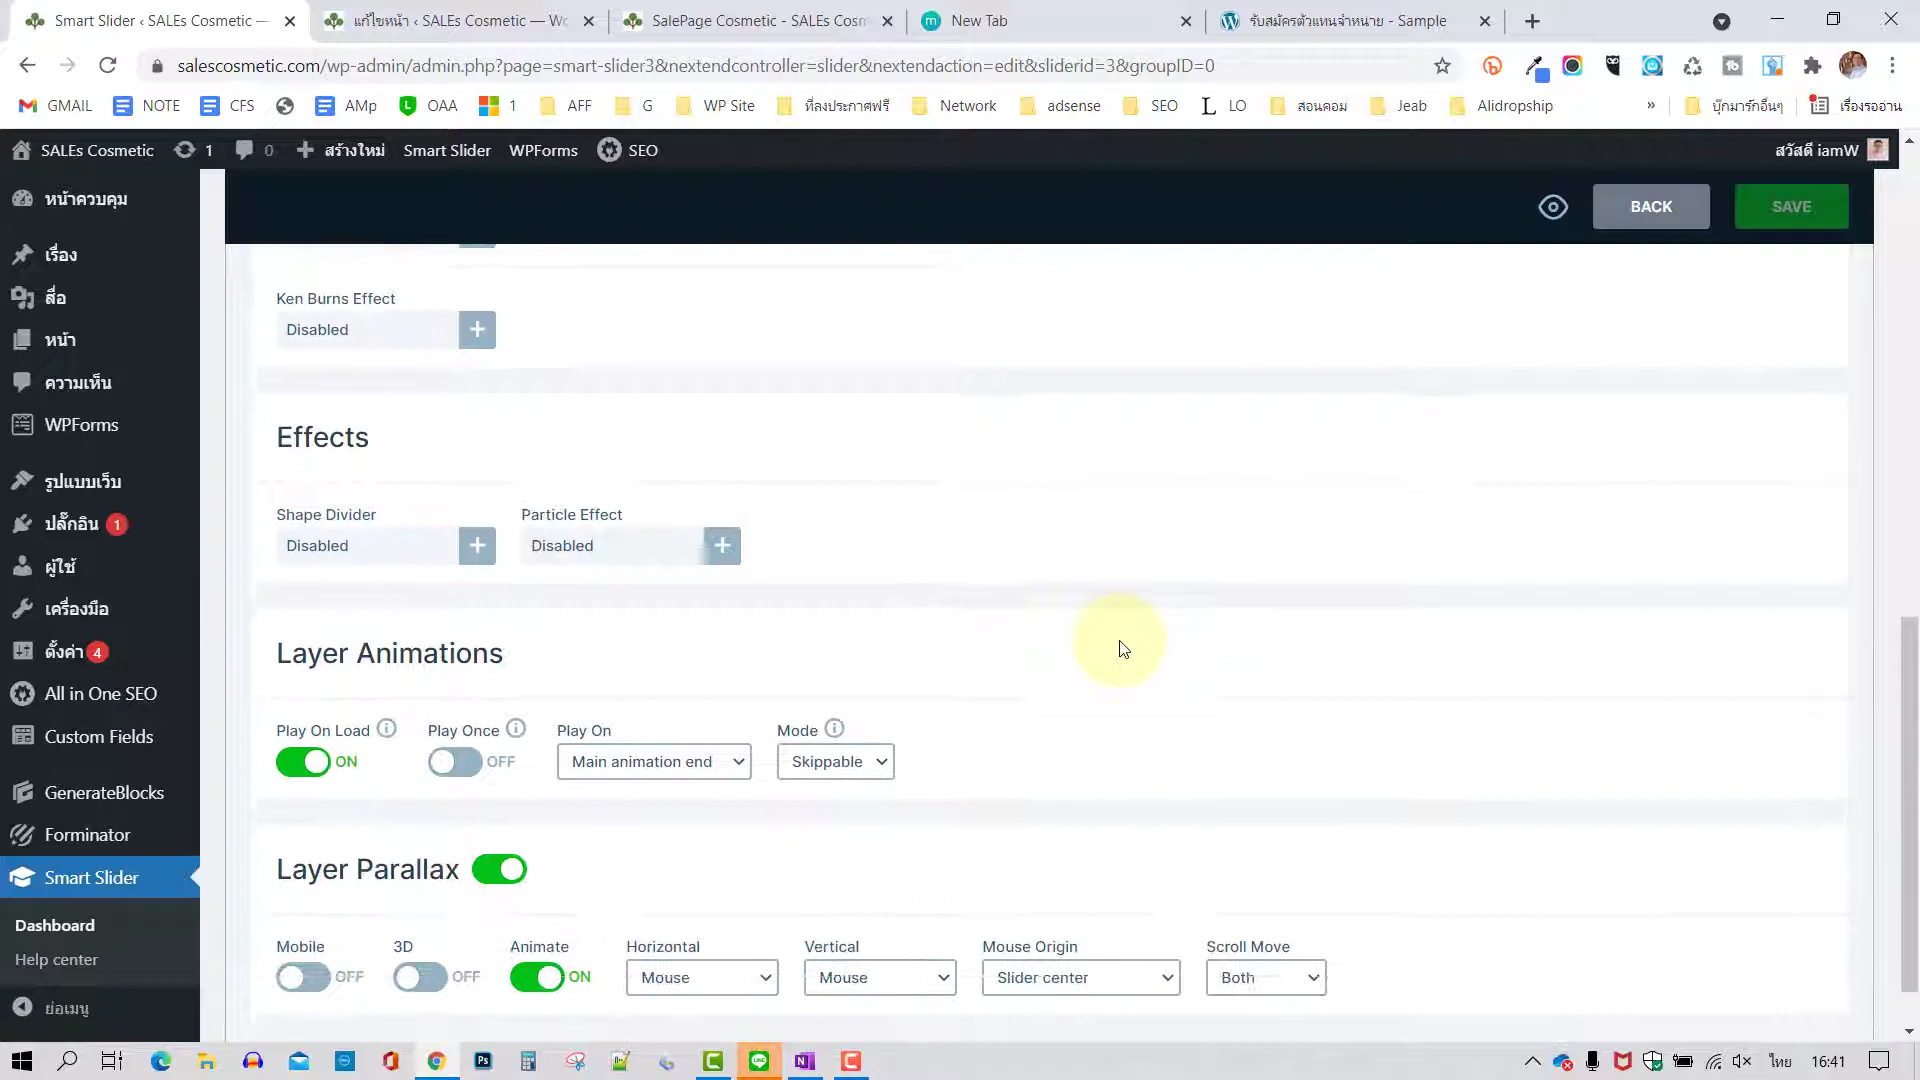 Smart Slider ‹ SALEs Cosmetic —
แก้ไขหน้า ‹ SALEs Cosmetic — Wo
SalePage Cosmetic - SALEs Cosm
New Tab
รับสมัครตัวแทนจำหน่าย - Sample
salescosmetic.com/wp-admin/admin.php?page=smart-slider3&nextendcontroller=slider&nextendaction=edit&sliderid=3&groupID=0
GMAIL NOTE CFS AMp OAA 1 AFF G WP Site ที่ลงประกาศฟรี Network adsense SEO LO สอนคอม Jeab Alidropship » บุ๊กมาร์กอื่นๆ เรื่องรออ่าน
SALEs Cosmetic 1 0 สร้างใหม่ Smart Slider WPForms SEO สวัสดี iamW
หน้าควบคุม
เรื่อง
สื่อ
หน้า
ความเห็น
WPForms
รูปแบบเว็บ
ปลั๊กอิน 1
ผู้ใช้
เครื่องมือ
ตั้งค่า 4
All in One SEO
Custom Fields
GenerateBlocks
Forminator
Smart Slider
Dashboard
Help center
ย่อเมนู
BACK SAVE
Ken Burns Effect
Disabled
Effects
Shape Divider Particle Effect
Disabled Disabled
Layer Animations
Play On Load Play Once Play On Mode
ON OFF Main animation end Skippable
Layer Parallax
Mobile 3D Animate Horizontal Vertical Mouse Origin Scroll Move
OFF OFF ON Mouse Mouse Slider center Both
ไทย 16:41